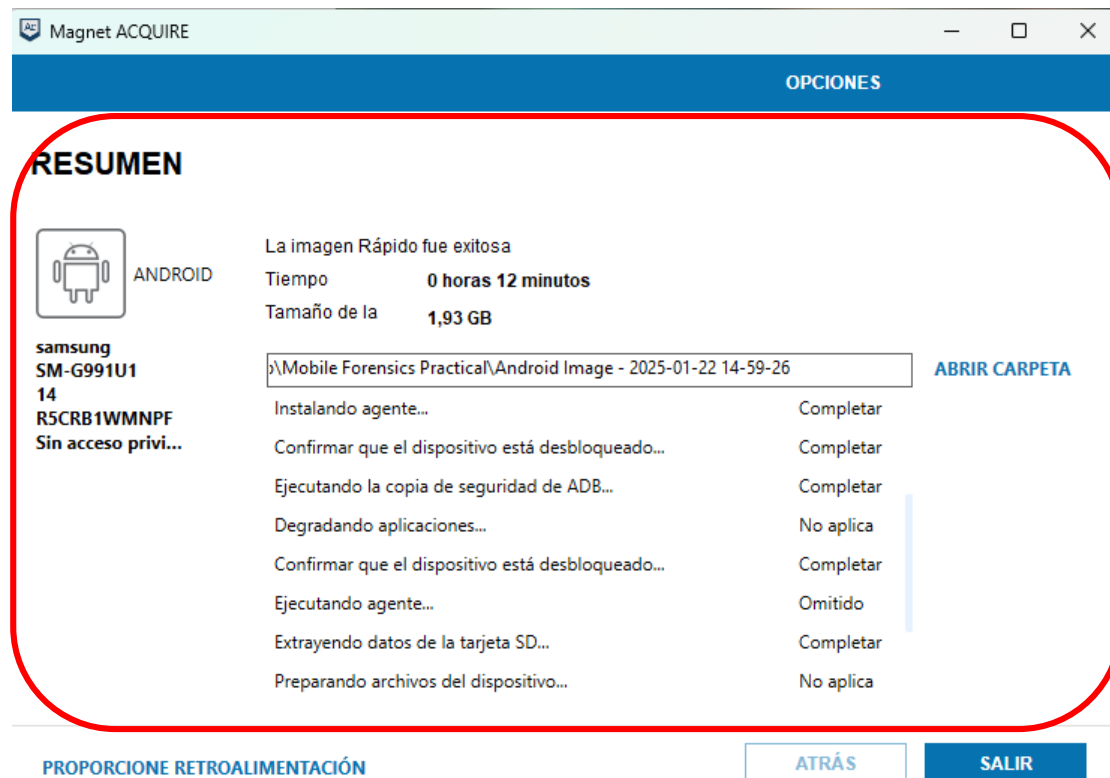 Magnet ACQUIRE
OPCIONES
RESUMEN
ANDROID
La imagen Rápido fue exitosa
Tiempo 0 horas 12 minutos
Tamaño de la 1,93 GB
samsung
SM-G991U1
14
R5CRB1WMNPF
Sin acceso privi...
\Mobile Forensics Practical\Android Image - 2025-01-22 14-59-26
ABRIR CARPETA
Instalando agente... Completar
Confirmar que el dispositivo está desbloqueado... Completar
Ejecutando la copia de seguridad de ADB... Completar
Degradando aplicaciones... No aplica
Confirmar que el dispositivo está desbloqueado... Completar
Ejecutando agente... Omitido
Extrayendo datos de la tarjeta SD... Completar
Preparando archivos del dispositivo... No aplica
PROPORCIONE RETROALIMENTACIÓN
ATRÁS
SALIR